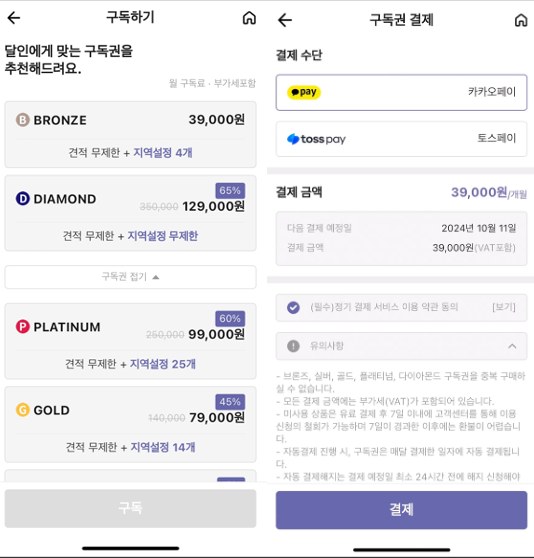 구독하기
달인에게 맞는 구독권을
추천해드려요.
월 구독료 · 부가세포함
B BRONZE 39,000원
견적 무제한 + 지역설정 4개
65%
D DIAMOND 350,000 129,000원
견적 무제한 + 지역설정 무제한
구독권 접기
60%
P PLATINUM 250,000 99,000원
견적 무제한 + 지역설정 25개
45%
G GOLD 140,000 79,000원
견적 무제한 + 지역설정 14개
구독
구독권 결제
결제 수단
pay 카카오페이
toss pay 토스페이
결제 금액 39,000원/개월
다음 결제 예정일 2024년 10월 11일
결제 금액 39,000원(VAT포함)
(필수)정기 결제 서비스 이용 약관 동의 [보기]
유의사항
- 브론즈, 실버, 골드, 플래티넘, 다이아몬드 구독권을 중복 구매하
실 수 없습니다.
- 모든 결제 금액에는 부가세(VAT)가 포함되어 있습니다.
- 미사용 상품은 유료 결제 후 7일 이내에 고객센터를 통해 이용
신청의 철회가 가능하며 7일이 경과한 이후에는 환불이 어렵습니
다.
- 자동결제 진행 시, 구독권은 매달 결제한 일자에 자동 결제됩니
다.
- 자동 결제해지는 결제 예정일 최소 24시간 전에 해지 신청해야
결제